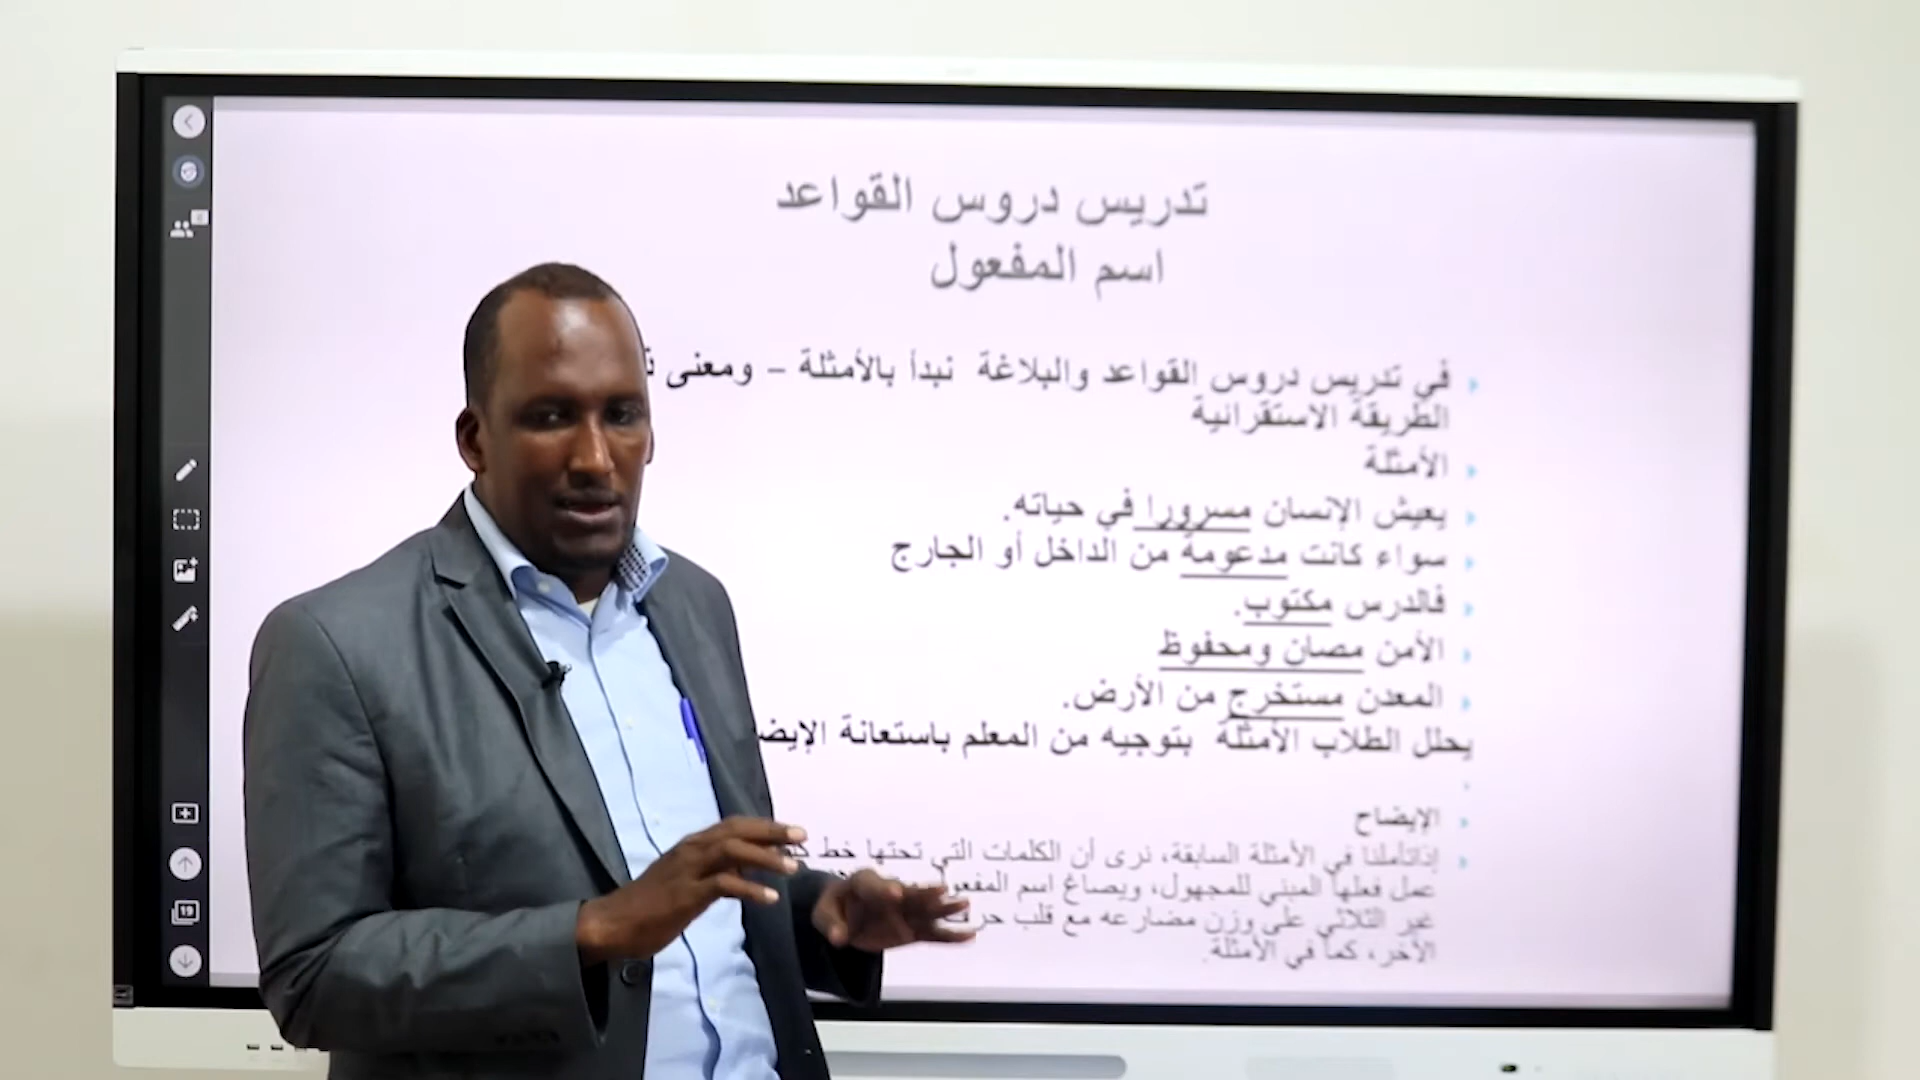 تدريس دروس القواعد
اسم المفعول
في تدريس دروس القواعد والبلاغة نبدأ بالأمثلة – ومعنى
الطريقة الاستقرائية
الأمثلة
يعيش الإنسان مسرورا في حياته.
سواء كانت مدعومة من الداخل أو الجارج
فالدرس مكتوب.
الأمن مصان ومحفوظ
المعدن مستخرج من الأرض.
يحلل الطلاب الأمثلة بتوجيه من المعلم باستعانة
الإيضاح
إذاتأملنا في الأمثلة السابقة، نرى أن الكلمات التي تحتها خط
عمل فعلها المبني للمجهول، ويصاغ اسم المفعول
غير الثلاثي على وزن مضارعه مع قلب حرف
الآخر، كما في الأمثلة.
19